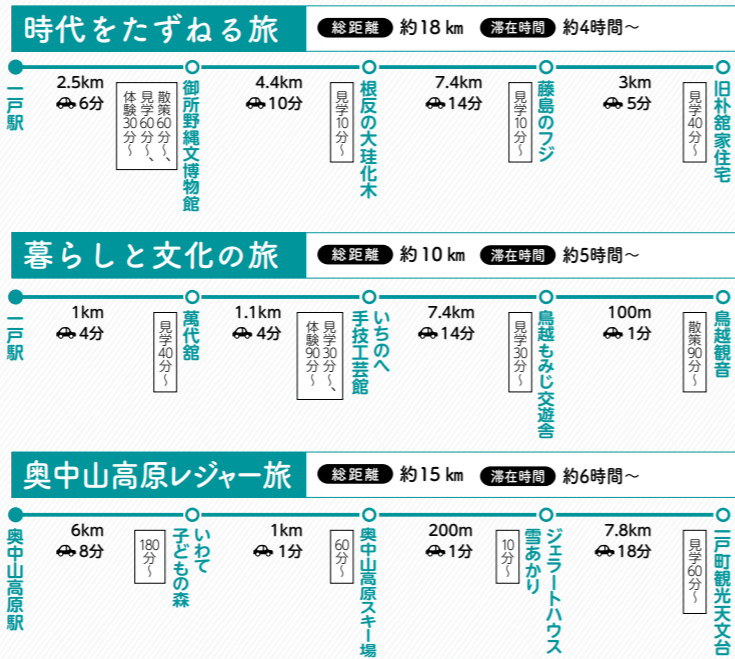 時代をたずねる旅 総距離 約18㎞ 滞在時間 約4時間～
2.5km 4.4km 7.4km 3km
6分 10分 14分 5分
一戸駅
散策60分～、
見学60分～、
体験30分～
御所野縄文博物館
見学10分～
根反の大珪化木
見学10分～
藤島のフジ
見学40分～
旧朴舘家住宅
暮らしと文化の旅 総距離 約10㎞ 滞在時間 約5時間～
1km 1.1km 7.4km 100m
4分 4分 14分 1分
一戸駅
見学40分～
萬代舘
見学30分～、
体験90分～
いちのへ
手技工芸館
見学30分～
鳥越もみじ交遊舎
散策90分～
鳥越観音
奥中山高原レジャー旅 総距離 約15㎞ 滞在時間 約6時間～
6km 1km 200m 7.8km
8分 1分 1分 18分
奥中山高原駅
180分～
いわて
子どもの森
60分～
奥中山高原スキー場
10分～
ジェラートハウス
雪あかり
見学60分～
一戸町観光天文台